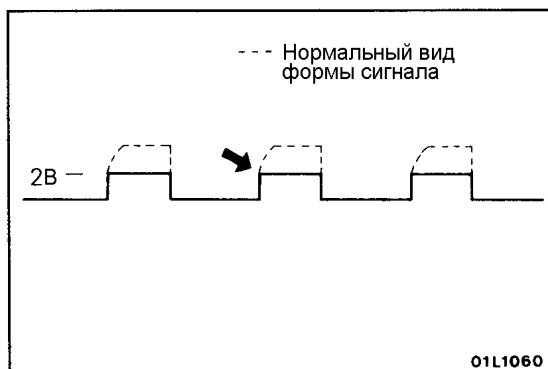 --- Нормальный вид
формы сигнала
2В —
01L1060